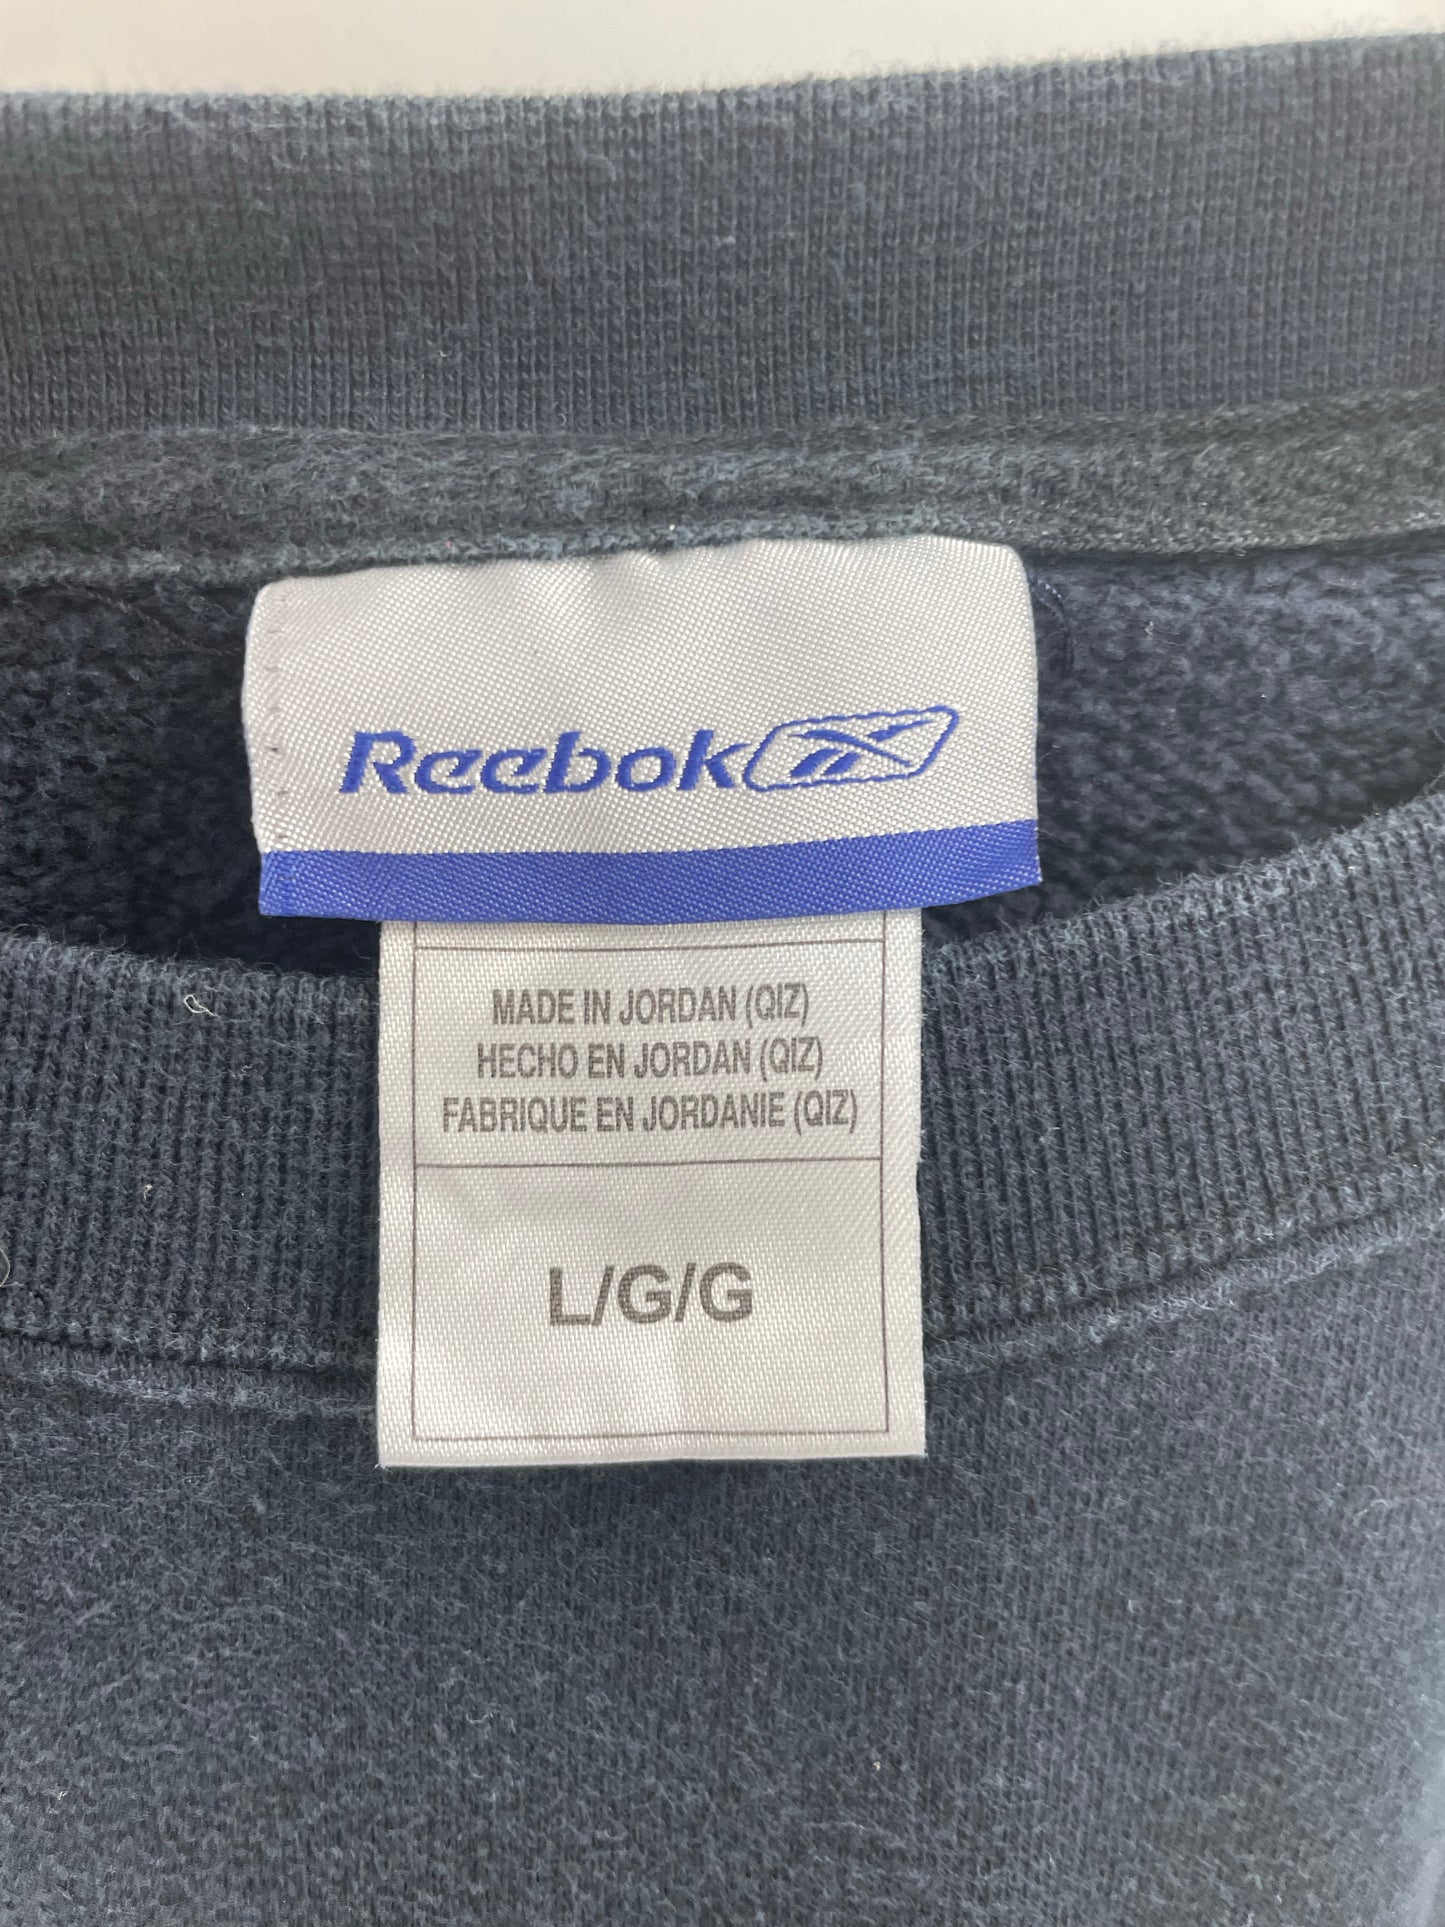 Reebok
MADE IN JORDAN (QIZ)
HECHO EN JORDAN (QIZ)
FABRIQUE EN JORDANIE (QIZ)
L/G/G